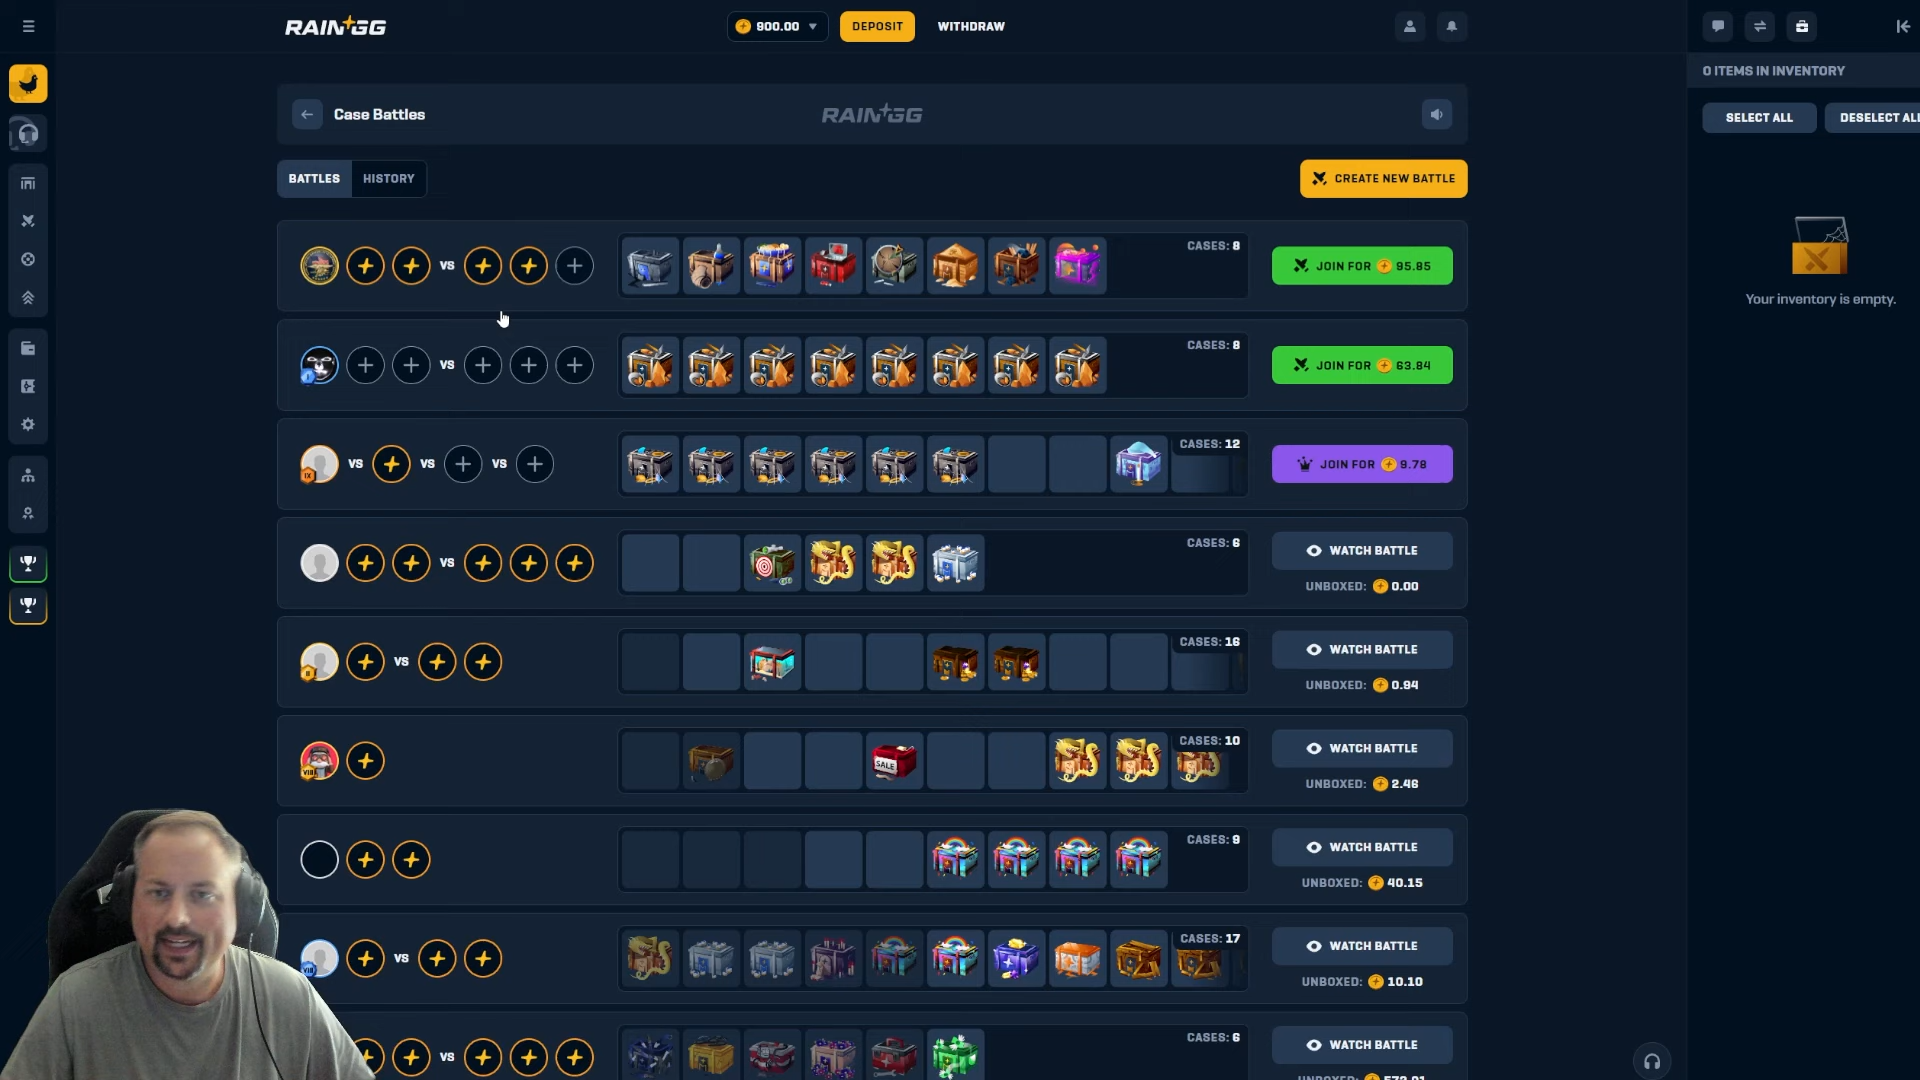 RAIN GG
900.00
DEPOSIT
WITHDRAW
0 ITEMS IN INVENTORY
SELECT ALL
DESELECT ALL
Case Battles
RAIN GG
BATTLES
HISTORY
CREATE NEW BATTLE
Your inventory is empty.
VS
CASES: 8
JOIN FOR 95.85
VS
CASES: 8
JOIN FOR 63.84
IX
VS
VS
VS
CASES: 12
JOIN FOR 9.78
VS
CASES: 6
WATCH BATTLE
UNBOXED: 0.00
VS
CASES: 16
WATCH BATTLE
UNBOXED: 0.94
SALE
CASES: 10
WATCH BATTLE
UNBOXED: 2.46
CASES: 9
WATCH BATTLE
UNBOXED: 40.15
VS
CASES: 17
WATCH BATTLE
UNBOXED: 10.10
VS
CASES: 6
WATCH BATTLE